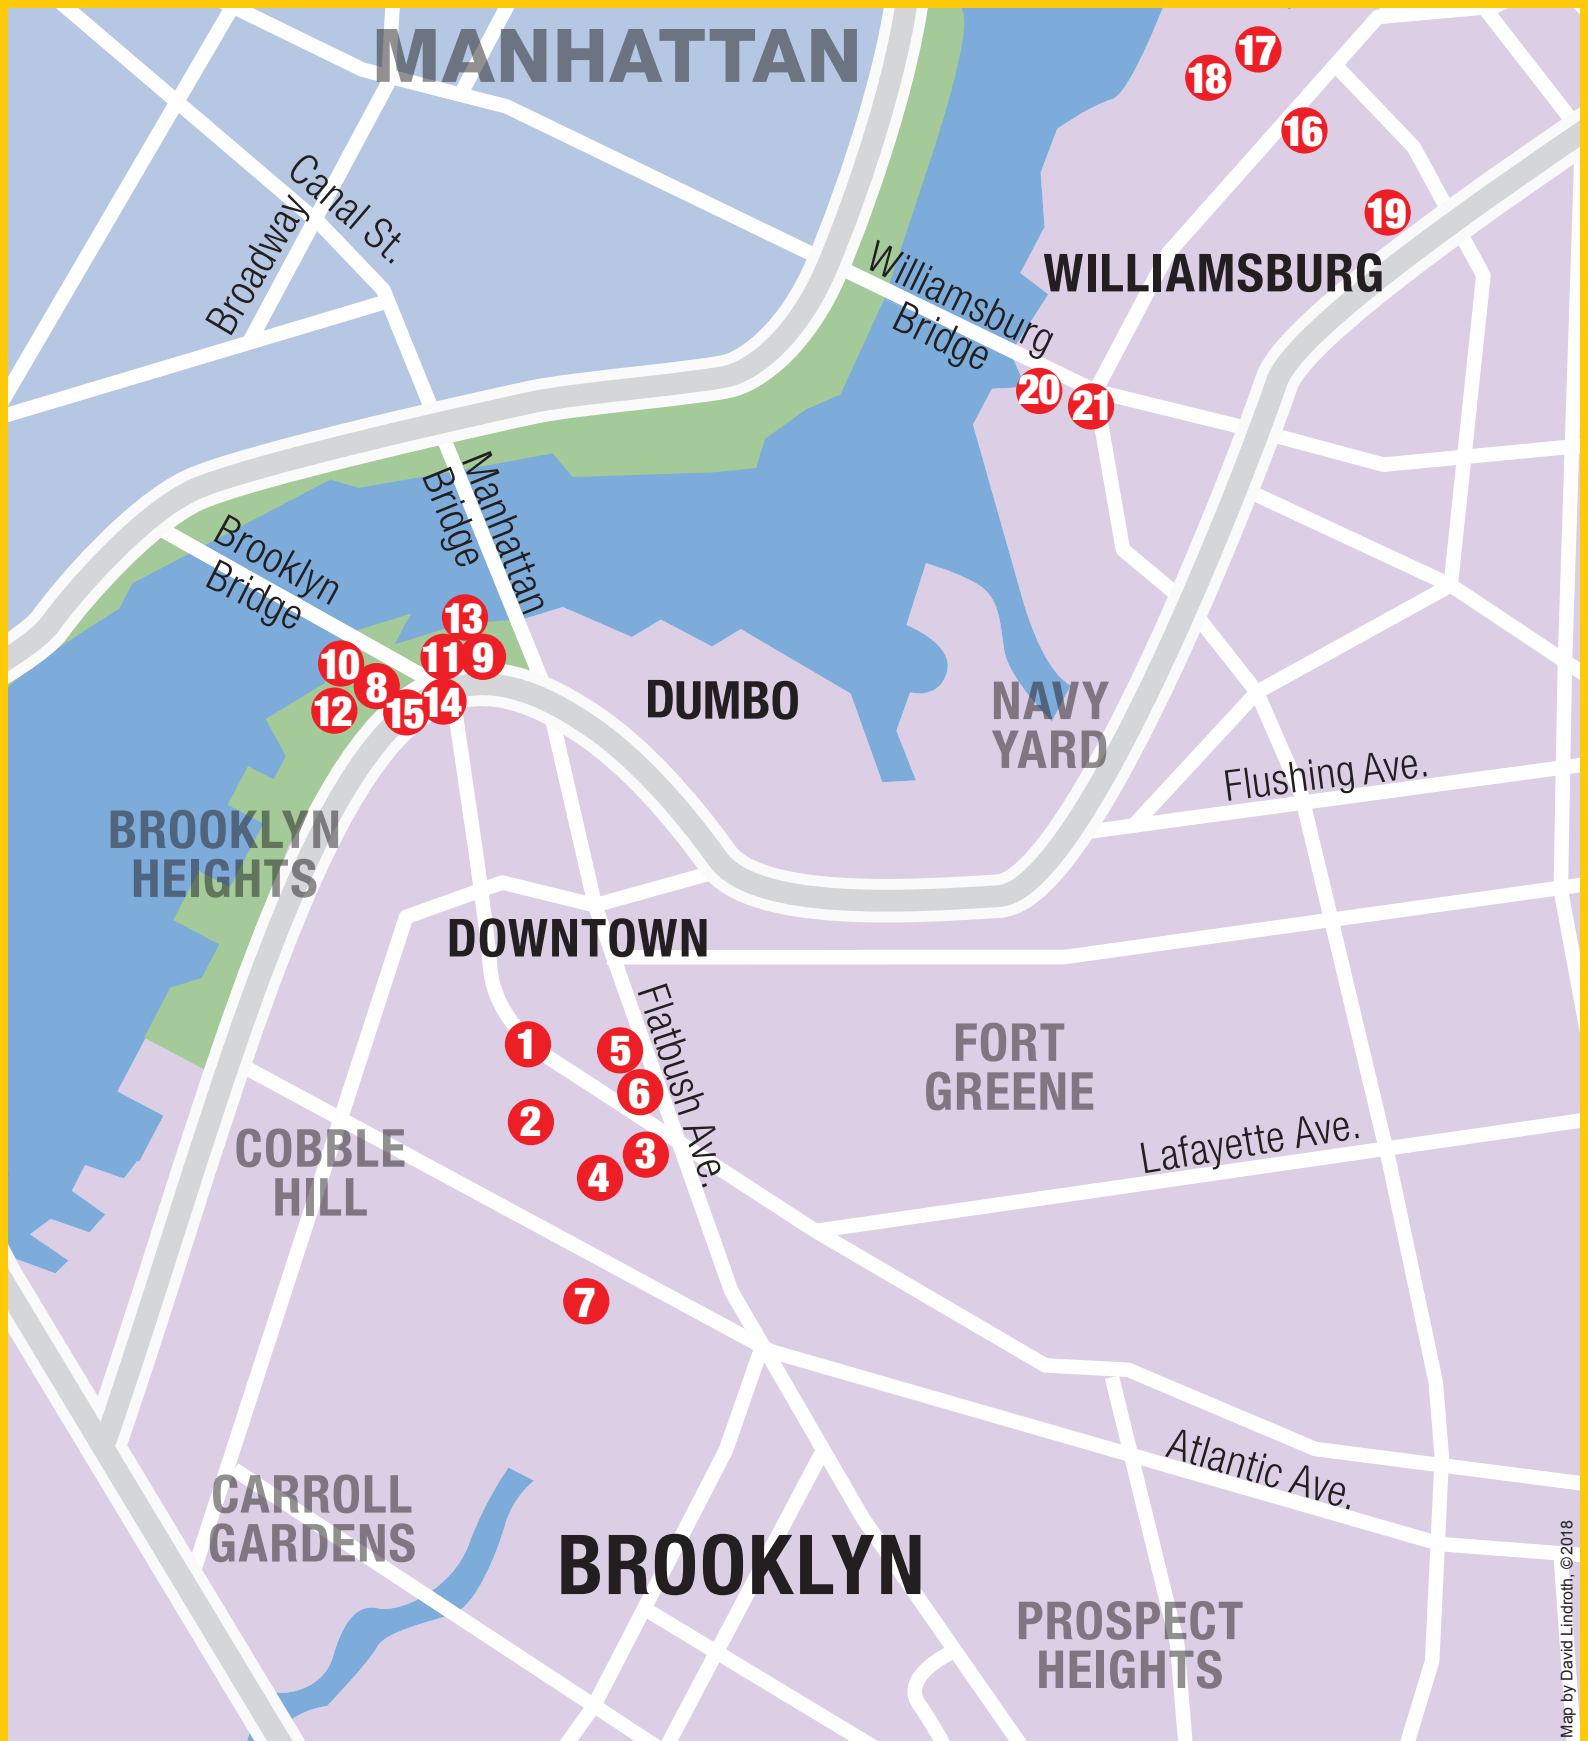 MANHATTAN
17
18
16
Canal St.
Broadway
19
Williamsburg
Bridge
WILLIAMSBURG
20
21
Manhattan
Bridge
Brooklyn
Bridge
13
10
11
9
8
12
15
14
DUMBO
NAVY
YARD
Flushing Ave.
BROOKLYN
HEIGHTS
DOWNTOWN
Flatbush Ave.
1
5
6
2
3
4
FORT
GREENE
Lafayette Ave.
COBBLE
HILL
7
Atlantic Ave.
CARROLL
GARDENS
BROOKLYN
PROSPECT
HEIGHTS
Map by David Lindroth, ©2018